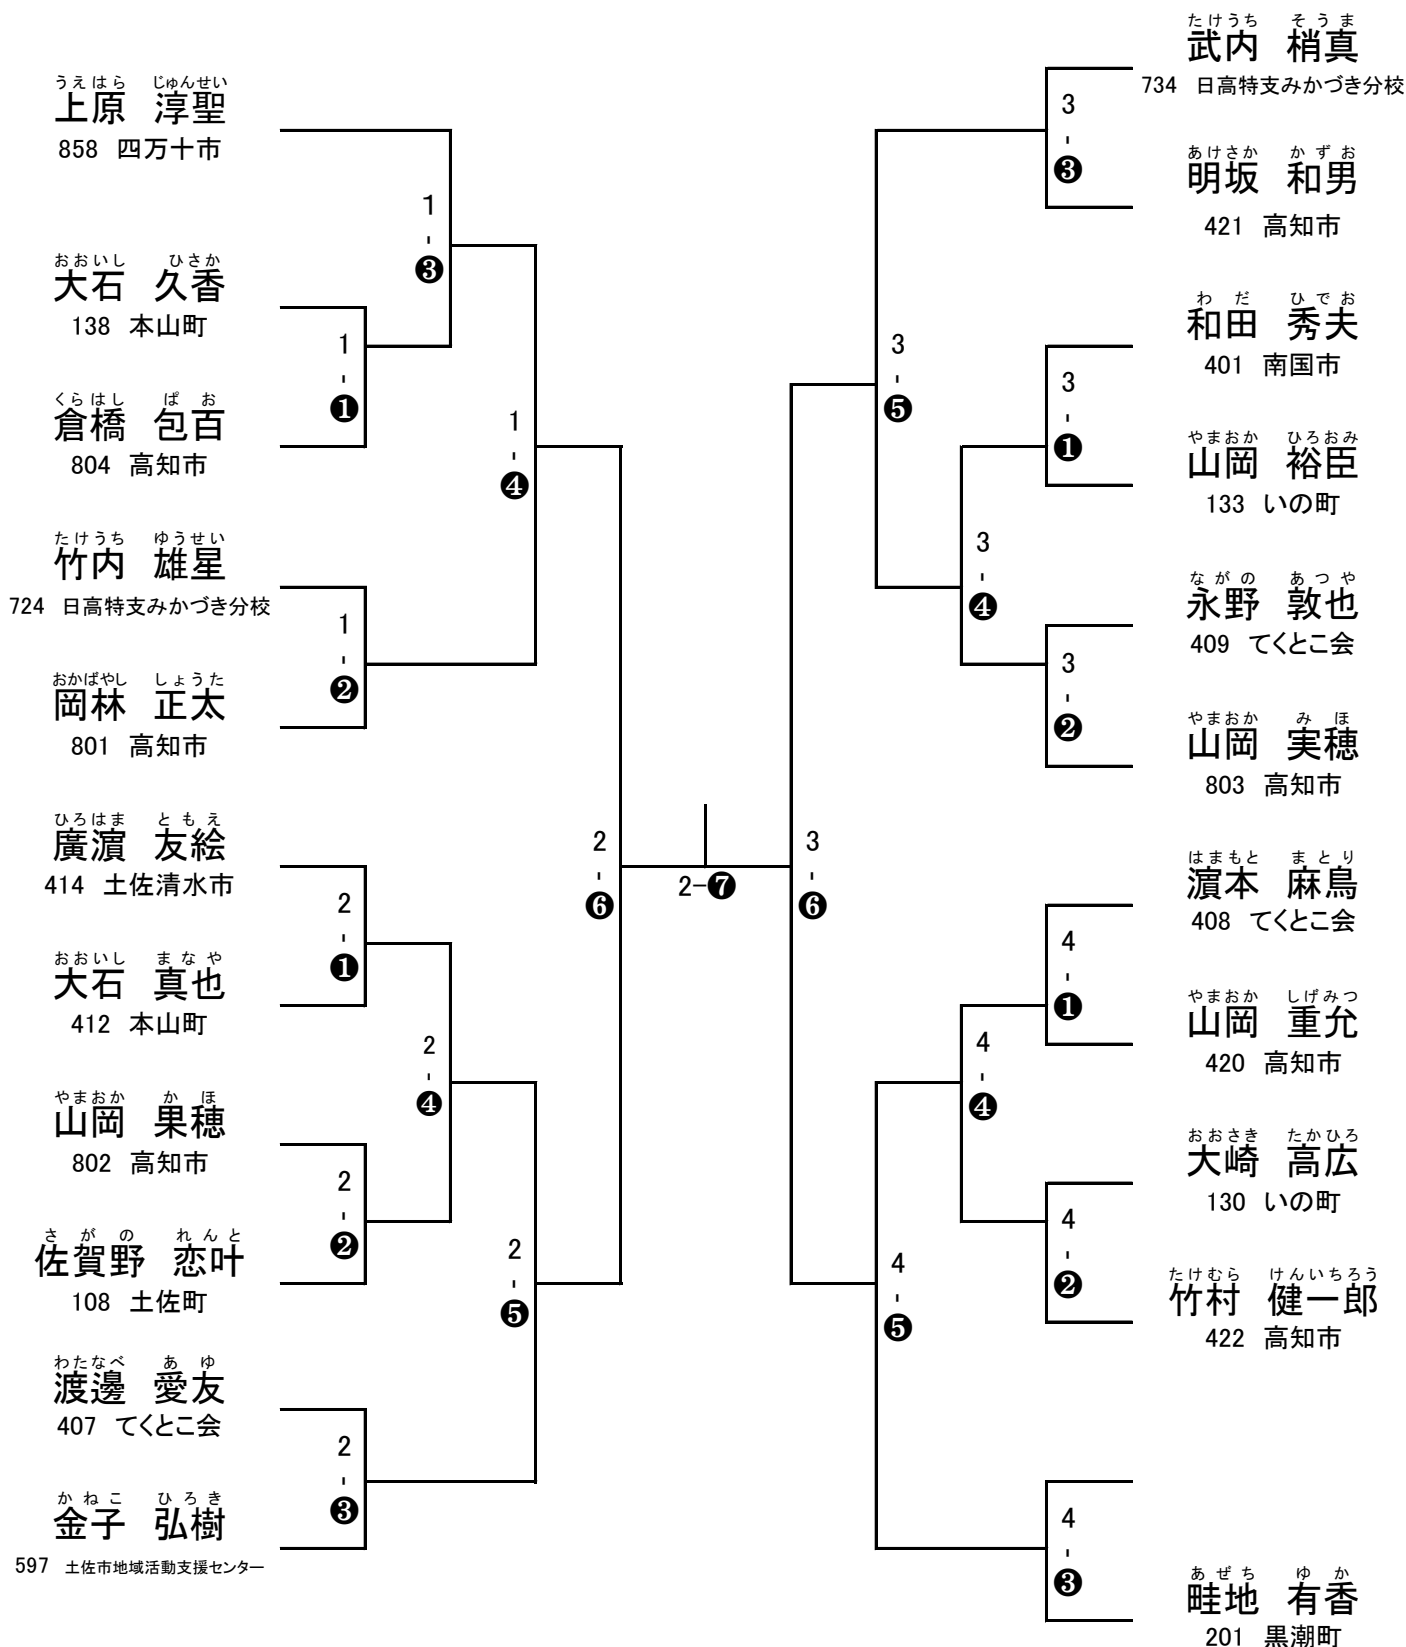 うえはら じゅんせい
上原 淳聖
858 四万十市
1
-
❸
おおいし ひさか
大石 久香
138 本山町
1
-
❶
くらはし ぱお
倉橋 包百
804 高知市
1
-
❹
たけうち ゆうせい
竹内 雄星
724 日高特支みかづき分校
1
-
❷
おかばやし しょうた
岡林 正太
801 高知市
ひろはま ともえ
廣濵 友絵
414 土佐清水市
2
-
❶
おおいし まなや
大石 真也
412 本山町
2
-
❹
やまおか かほ
山岡 果穂
802 高知市
2
-
❷
さがの れんと
佐賀野 恋叶
108 土佐町
2
-
❺
わたなべ あゆ
渡邊 愛友
407 てくとこ会
2
-
❸
かねこ ひろき
金子 弘樹
597 土佐市地域活動支援センター
2
-
❻
2-❼
3
-
❻
たけうち そうま
武内 梢真
734 日高特支みかづき分校
3
-
❸
あけさか かずお
明坂 和男
421 高知市
3
-
❺
わだ ひでお
和田 秀夫
401 南国市
3
-
❶
やまおか ひろおみ
山岡 裕臣
133 いの町
3
-
❹
ながの あつや
永野 敦也
409 てくとこ会
3
-
❷
やまおか みほ
山岡 実穂
803 高知市
はまもと まとり
濵本 麻鳥
408 てくとこ会
4
-
❶
やまおか しげみつ
山岡 重允
420 高知市
4
-
❹
おおさき たかひろ
大崎 高広
130 いの町
4
-
❷
たけむら けんいちろう
竹村 健一郎
422 高知市
4
-
❺
4
-
❸
あぜち ゆか
畦地 有香
201 黒潮町